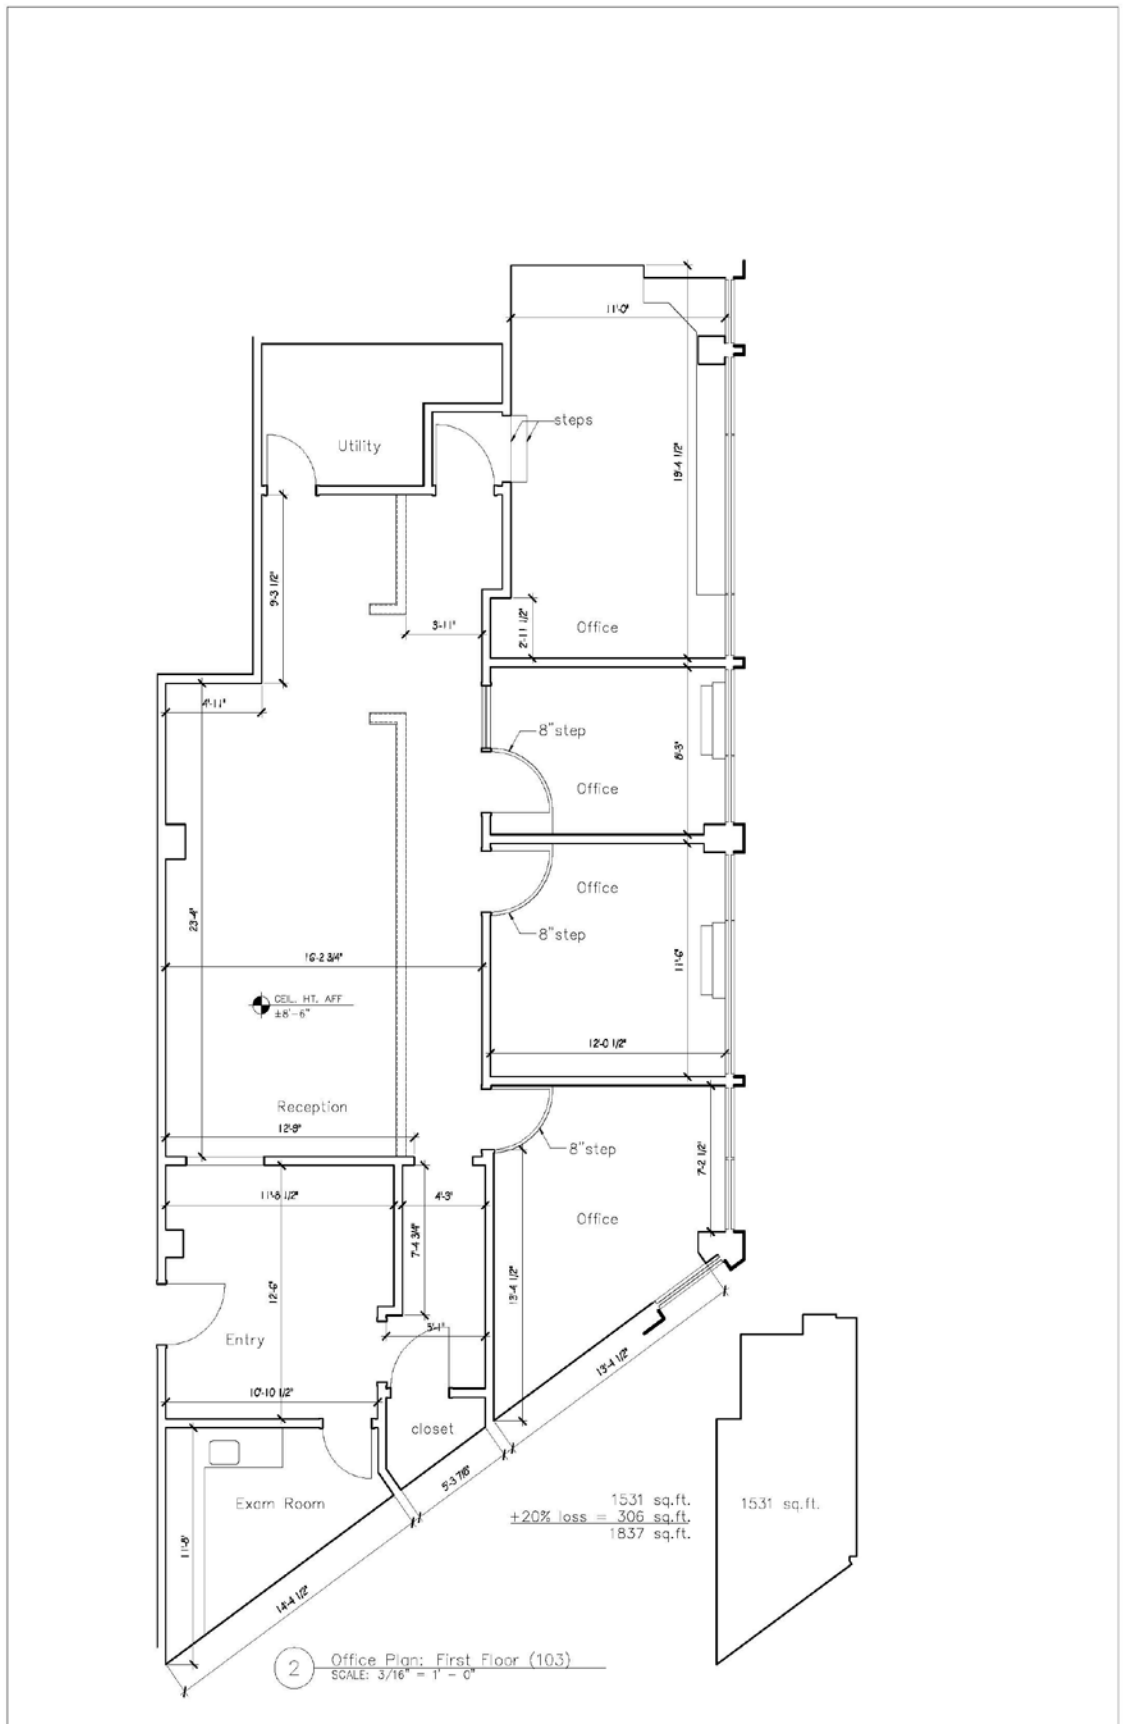 11'-0"
steps
Utility
19'-4 1/2"
9'-3 1/2"
3'-11"
2'-11 1/2"
Office
4'-11"
8"step
8'-3"
Office
Office
8"step
23'-4"
11'-6"
16'-2 3/4"
CEIL. HT. AFF
±8'-6"
12'-0 1/2"
Reception
12'-8"
8"step
7'-2 1/2"
11'-8 1/2"
4'-3"
Office
7'-4 3/4"
12'-6"
13'-4 1/2"
Entry
5'-1"
13'-4 1/2"
10'-10 1/2"
closet
5'-3 7/8"
Exam Room
1531 sq.ft.
+20% loss = 306 sq.ft.
1837 sq.ft.
1531 sq.ft.
11'-8"
14'-4 1/2"
2
Office Plan: First Floor (103)
SCALE: 3/16" = 1' - 0"